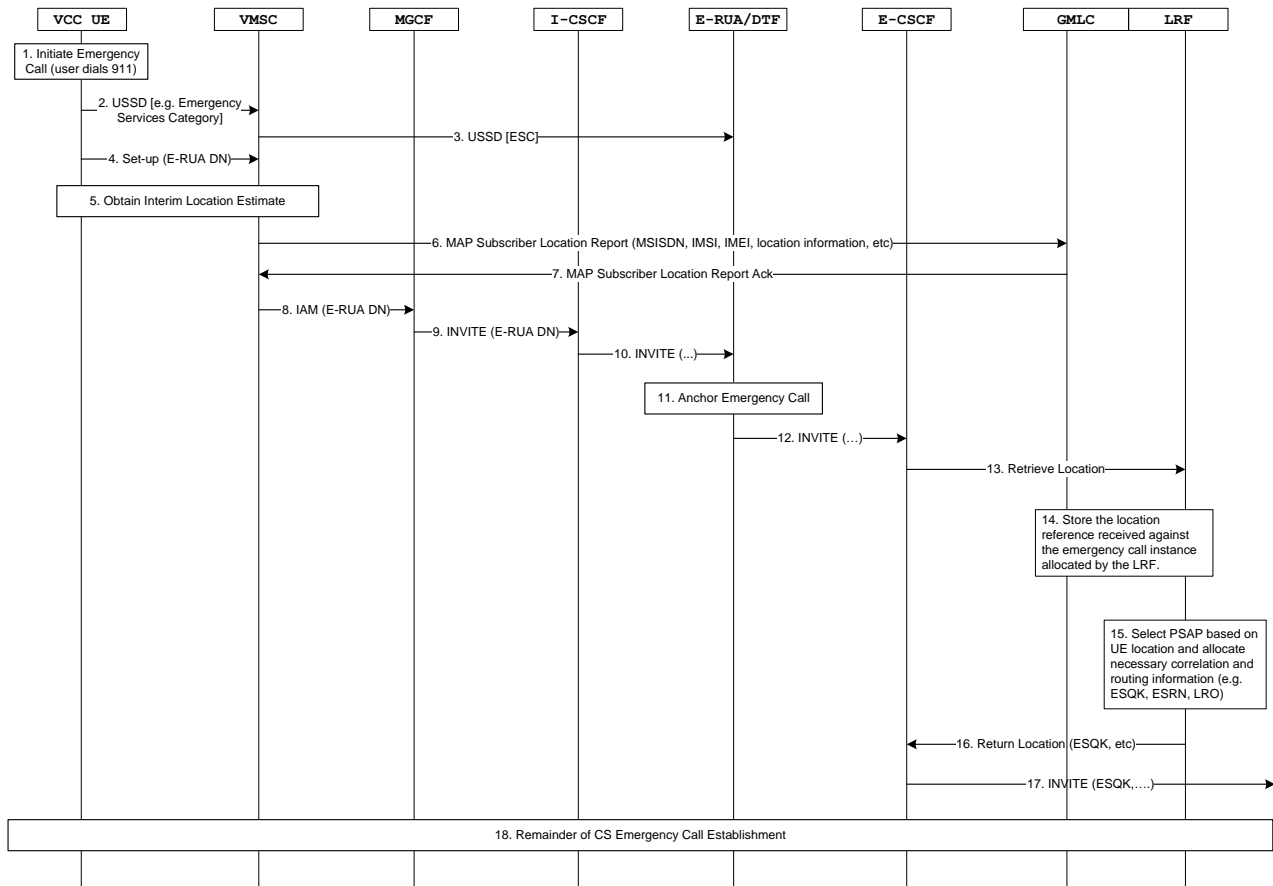 VCC UE
VMSC
MGCF
I-CSCF
E-RUA/DTF
E-CSCF
GMLC
LRF
1. Initiate Emergency
Call (user dials 911)
2. USSD [e.g. Emergency
Services Category]
3. USSD [ESC]
4. Set-up (E-RUA DN)
5. Obtain Interim Location Estimate
6. MAP Subscriber Location Report (MSISDN, IMSI, IMEI, location information, etc)
7. MAP Subscriber Location Report Ack
8. IAM (E-RUA DN)
9. INVITE (E-RUA DN)
10. INVITE (...)
11. Anchor Emergency Call
12. INVITE (…)
13. Retrieve Location
14. Store the location
reference received against
the emergency call instance
allocated by the LRF.
15. Select PSAP based on
UE location and allocate
necessary correlation and
routing information (e.g.
ESQK, ESRN, LRO)
16. Return Location (ESQK, etc)
17. INVITE (ESQK,….)
18. Remainder of CS Emergency Call Establishment